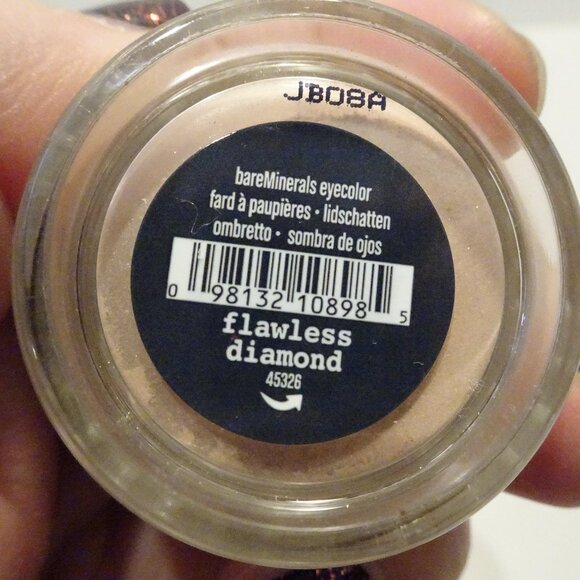 JB08A
bareMinerals eyecolor
fard à paupières • lidschatten
ombretto • sombra de ojos
0 98132 10898 5
flawless
diamond
45326